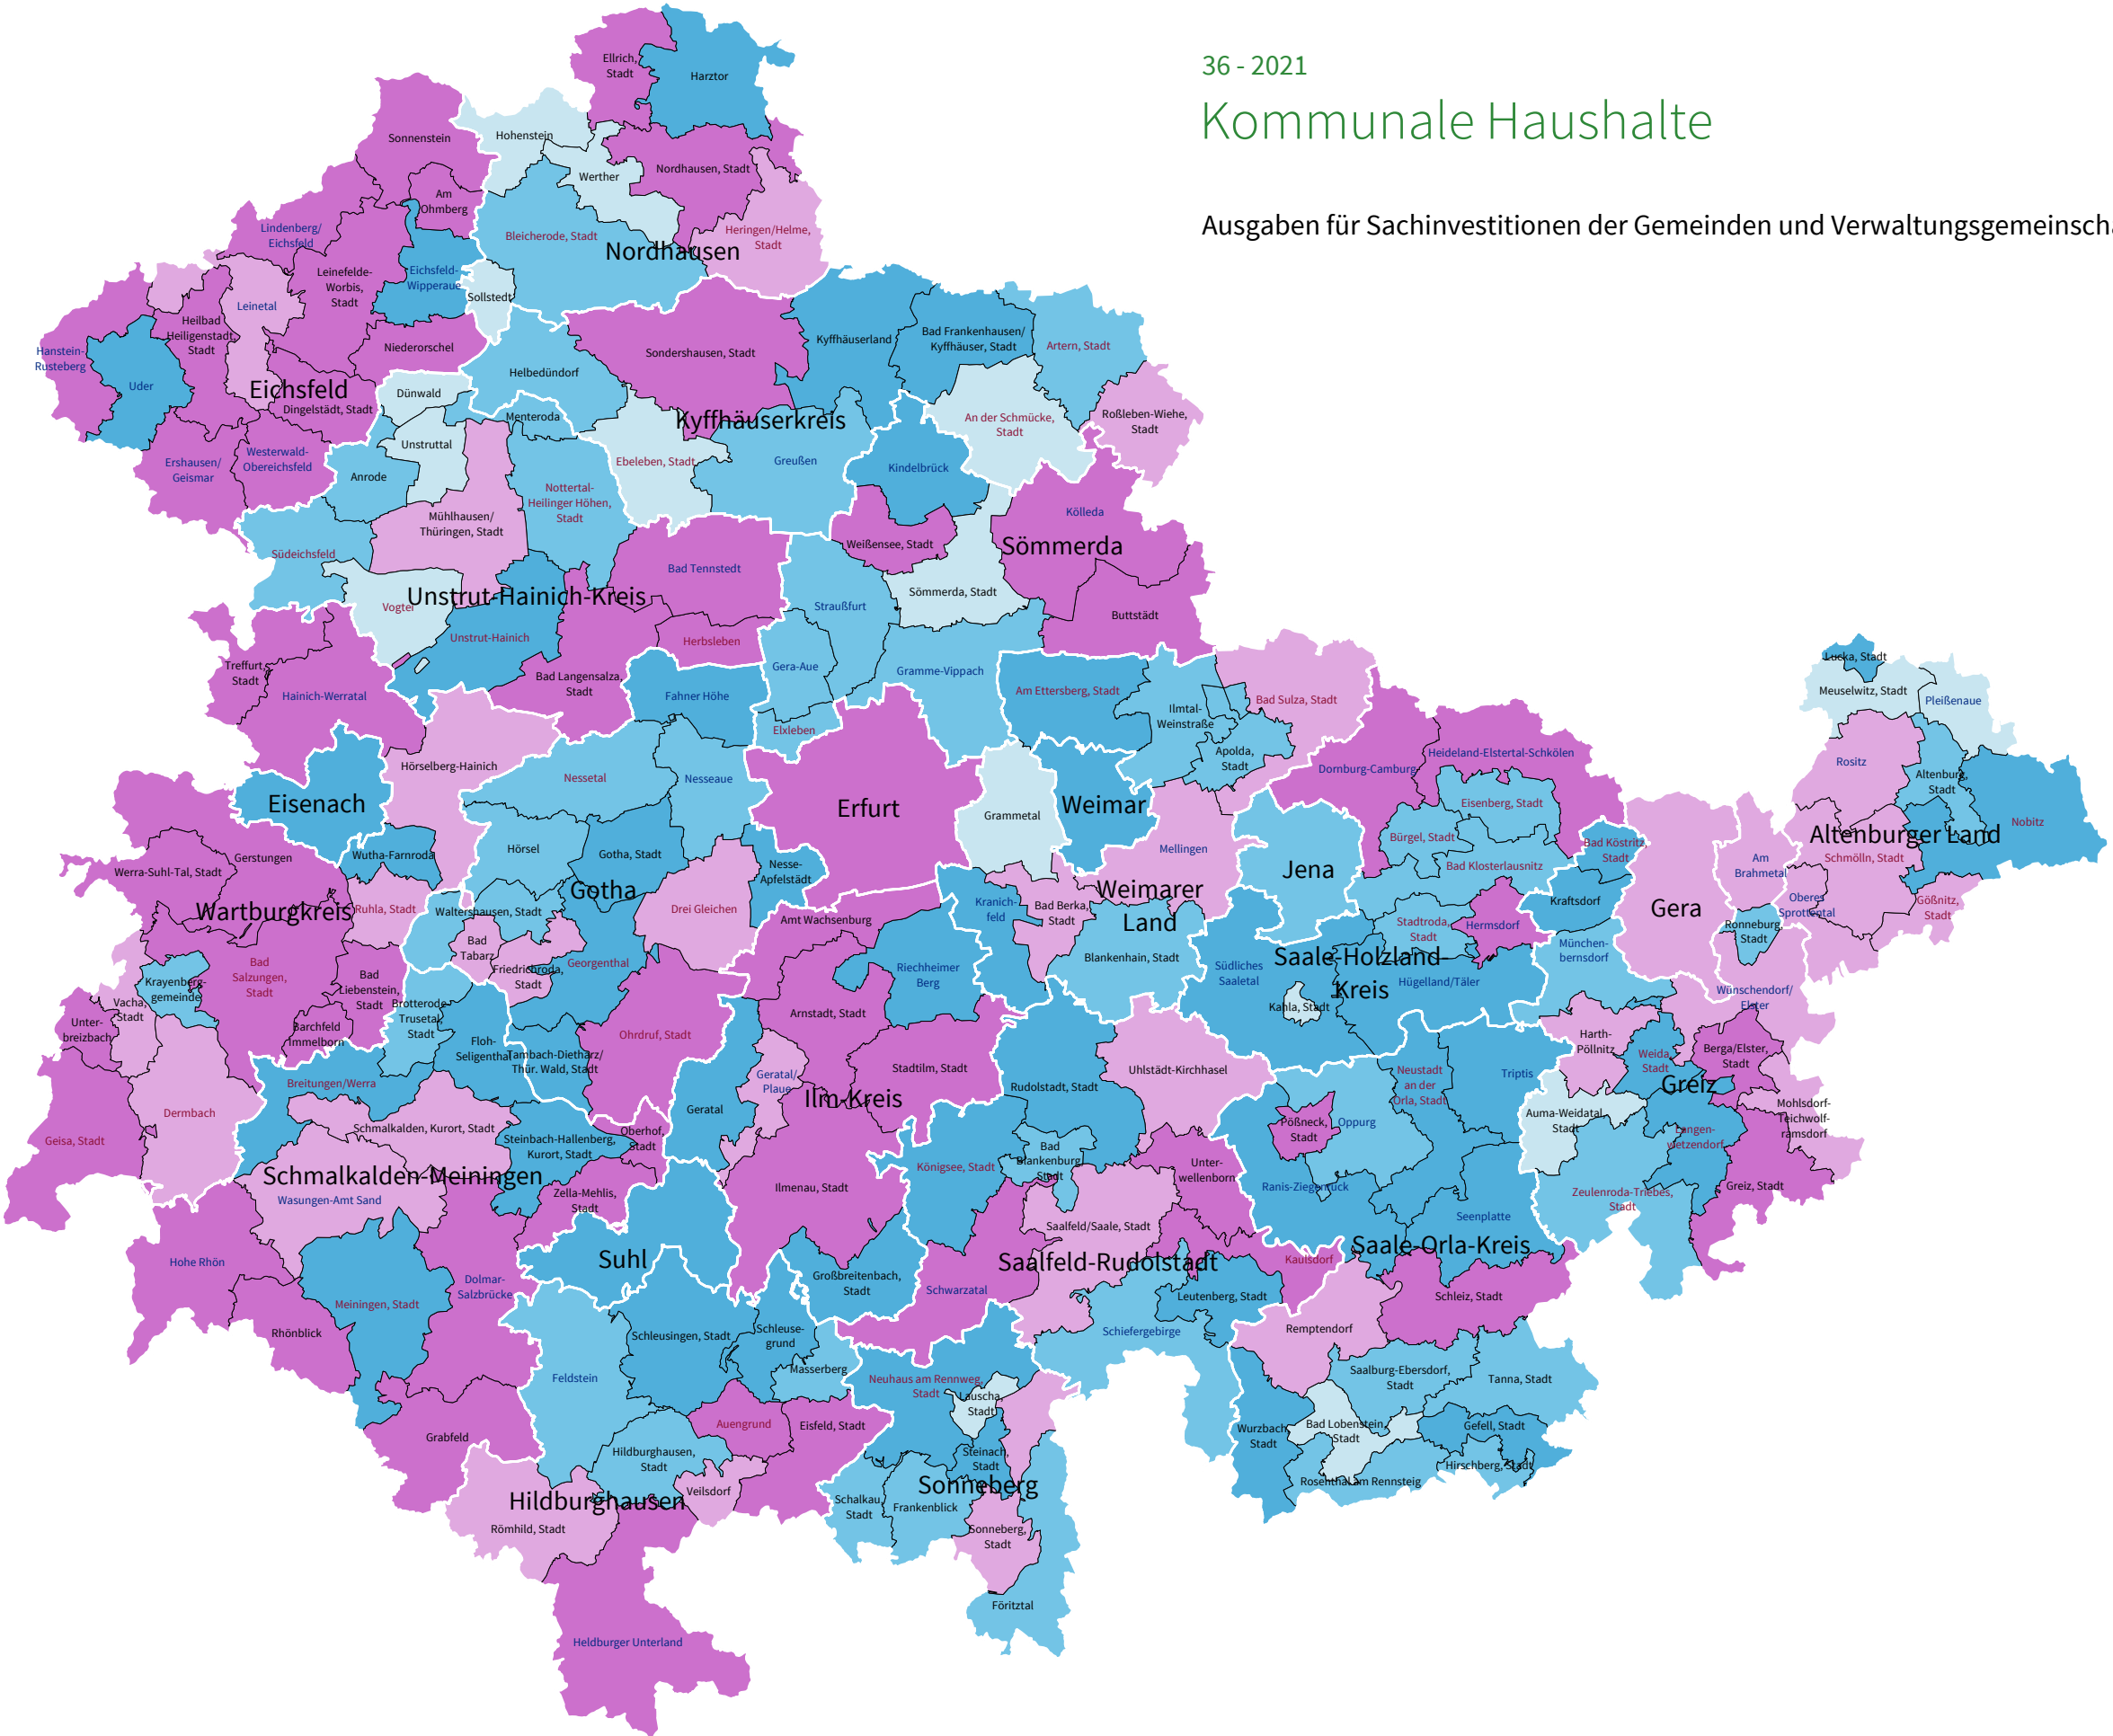 36 - 2021
Kommunale Haushalte
Ausgaben für Sachinvestitionen der Gemeinden und
Ellrich,
Stadt
Harztor
Sonnenstein
Hohenstein
Werther
Nordhausen, Stadt
Am
Ohmberg
Lindenberg/
Eichsfeld
Bleicherode, Stadt
Heringen/Helme,
Stadt
Nordhausen
Leinefelde-
Worbis,
Stadt
Eichsfeld-
Wipperaue
Sollstedt
Leinetal
Heilbad
Heiligenstadt,
Stadt
Niederorschel
Hanstein-
Rusteberg
Uder
Eichsfeld
Dingelstädt, Stadt
Dünwald
Helbedündorf
Sondershausen, Stadt
Kyffhäuserland
Bad Frankenhausen/
Kyffhäuser, Stadt
Artern, Stadt
Menteroda
Kyffhäuserkreis
An der Schmücke,
Stadt
Roßleben-Wiehe,
Stadt
Unstruttal
Westerwald-
Obereichsfeld
Ershausen/
Geismar
Anrode
Ebeleben, Stadt
Greußen
Kindelbrück
Nottertal-
Heilinger Höhen,
Stadt
Mühlhausen/
Thüringen, Stadt
Kölleda
Südeichsfeld
Weißensee, Stadt
Sömmerda
Bad Tennstedt
Unstrut-Hainich-Kreis
Vogtei
Straußfurt
Sömmerda, Stadt
Buttstädt
Unstrut-Hainich
Herbsleben
Treffurt,
Stadt
Hainich-Werratal
Bad Langensalza,
Stadt
Fahner Höhe
Gera-Aue
Gramme-Vippach
Am Ettersberg, Stadt
Ilmtal-
Weinstraße
Bad Sulza, Stadt
Lucka, Stadt
Meuselwitz, Stadt
Pleißenaue
Elxleben
Apolda,
Stadt
Hörselberg-Hainich
Nessetal
Nesseaue
Dornburg-Camburg
Heideland-Elstertal-Schkölen
Rositz
Altenburg,
Stadt
Eisenach
Erfurt
Grammetal
Weimar
Eisenberg, Stadt
Nobitz
Altenburger Land
Wutha-Farnroda
Hörsel
Gotha, Stadt
Nesse-
Apfelstädt
Mellingen
Jena
Bürgel, Stadt
Bad Klosterlausnitz
Bad Köstritz,
Stadt
Am
Brahmetal
Schmölln, Stadt
Gerstungen
Werra-Suhl-Tal, Stadt
Wartburgkreis
Ruhla, Stadt
Waltershausen, Stadt
Gotha
Drei Gleichen
Amt Wachsenburg
Kranich-
feld
Bad Berka,
Stadt
Weimarer
Land
Stadtroda,
Stadt
Hermsdorf
Kraftsdorf
Gera
Oberes
Sprottental
Gößnitz,
Stadt
Ronneburg,
Stadt
Bad
Tabarz
Friedrichroda,
Stadt
Georgenthal
Riechheimer
Berg
Blankenhain, Stadt
Südliches
Saaletal
Saale-Holzland-
Kreis
Hügelland/Täler
München-
bernsdorf
Bad
Salzungen,
Stadt
Bad
Liebenstein,
Stadt
Krayenberg-
gemeinde
Vacha,
Stadt
Unter-
breizbach
Barchfeld
Immelborn
Brotterode-
Trusetal,
Stadt
Floh-
Seligenthal
Tambach-Dietharz/
Thür. Wald, Stadt
Ohrdruf, Stadt
Arnstadt, Stadt
Kahla, Stadt
Wünschendorf/
Elster
Harth-
Pöllnitz
Weida,
Stadt
Berga/Elster,
Stadt
Greiz
Breitungen/Werra
Dermbach
Geisa, Stadt
Schmalkalden, Kurort, Stadt
Steinbach-Hallenberg,
Kurort, Stadt
Oberhof,
Stadt
Geratal
Geratal/
Plaue
Ilm-Kreis
Stadtilm, Stadt
Rudolstadt, Stadt
Uhlstädt-Kirchhasel
Neustadt
an der
Orla, Stadt
Triptis
Pößneck,
Stadt
Oppurg
Auma-Weidatal,
Stadt
Mohlsdorf-
Teichwolf-
ramsdorf
Langen-
wetzendorf
Greiz, Stadt
Schmalkalden-Meiningen
Wasungen-Amt Sand
Zella-Mehlis,
Stadt
Ilmenau, Stadt
Königsee, Stadt
Bad
Blankenburg,
Stadt
Unter-
wellenborn
Ranis-Ziegenrück
Zeulenroda-Triebes,
Stadt
Seenplatte
Saale-Orla-Kreis
Saalfeld/Saale, Stadt
Saalfeld-Rudolstadt
Kaulsdorf
Hohe Rhön
Suhl
Dolmar-
Salzbrücke
Meiningen, Stadt
Rhönblick
Großbreitenbach,
Stadt
Schwarzatal
Leutenberg, Stadt
Schleiz, Stadt
Remptendorf
Schiefergebirge
Schleusingen, Stadt
Schleuse-
grund
Masserberg
Feldstein
Neuhaus am Rennweg,
Stadt
Lauscha,
Stadt
Saalburg-Ebersdorf,
Stadt
Tanna, Stadt
Grabfeld
Auengrund
Eisfeld, Stadt
Hildburghausen,
Stadt
Steinach,
Stadt
Wurzbach,
Stadt
Bad Lobenstein,
Stadt
Gefell, Stadt
Hirschberg, Stadt
Rosenthal am Rennsteig
Sonneberg
Veilsdorf
Hildburghausen
Römhild, Stadt
Schalkau,
Stadt
Frankenblick
Sonneberg,
Stadt
Föritztal
Heldburger Unterland